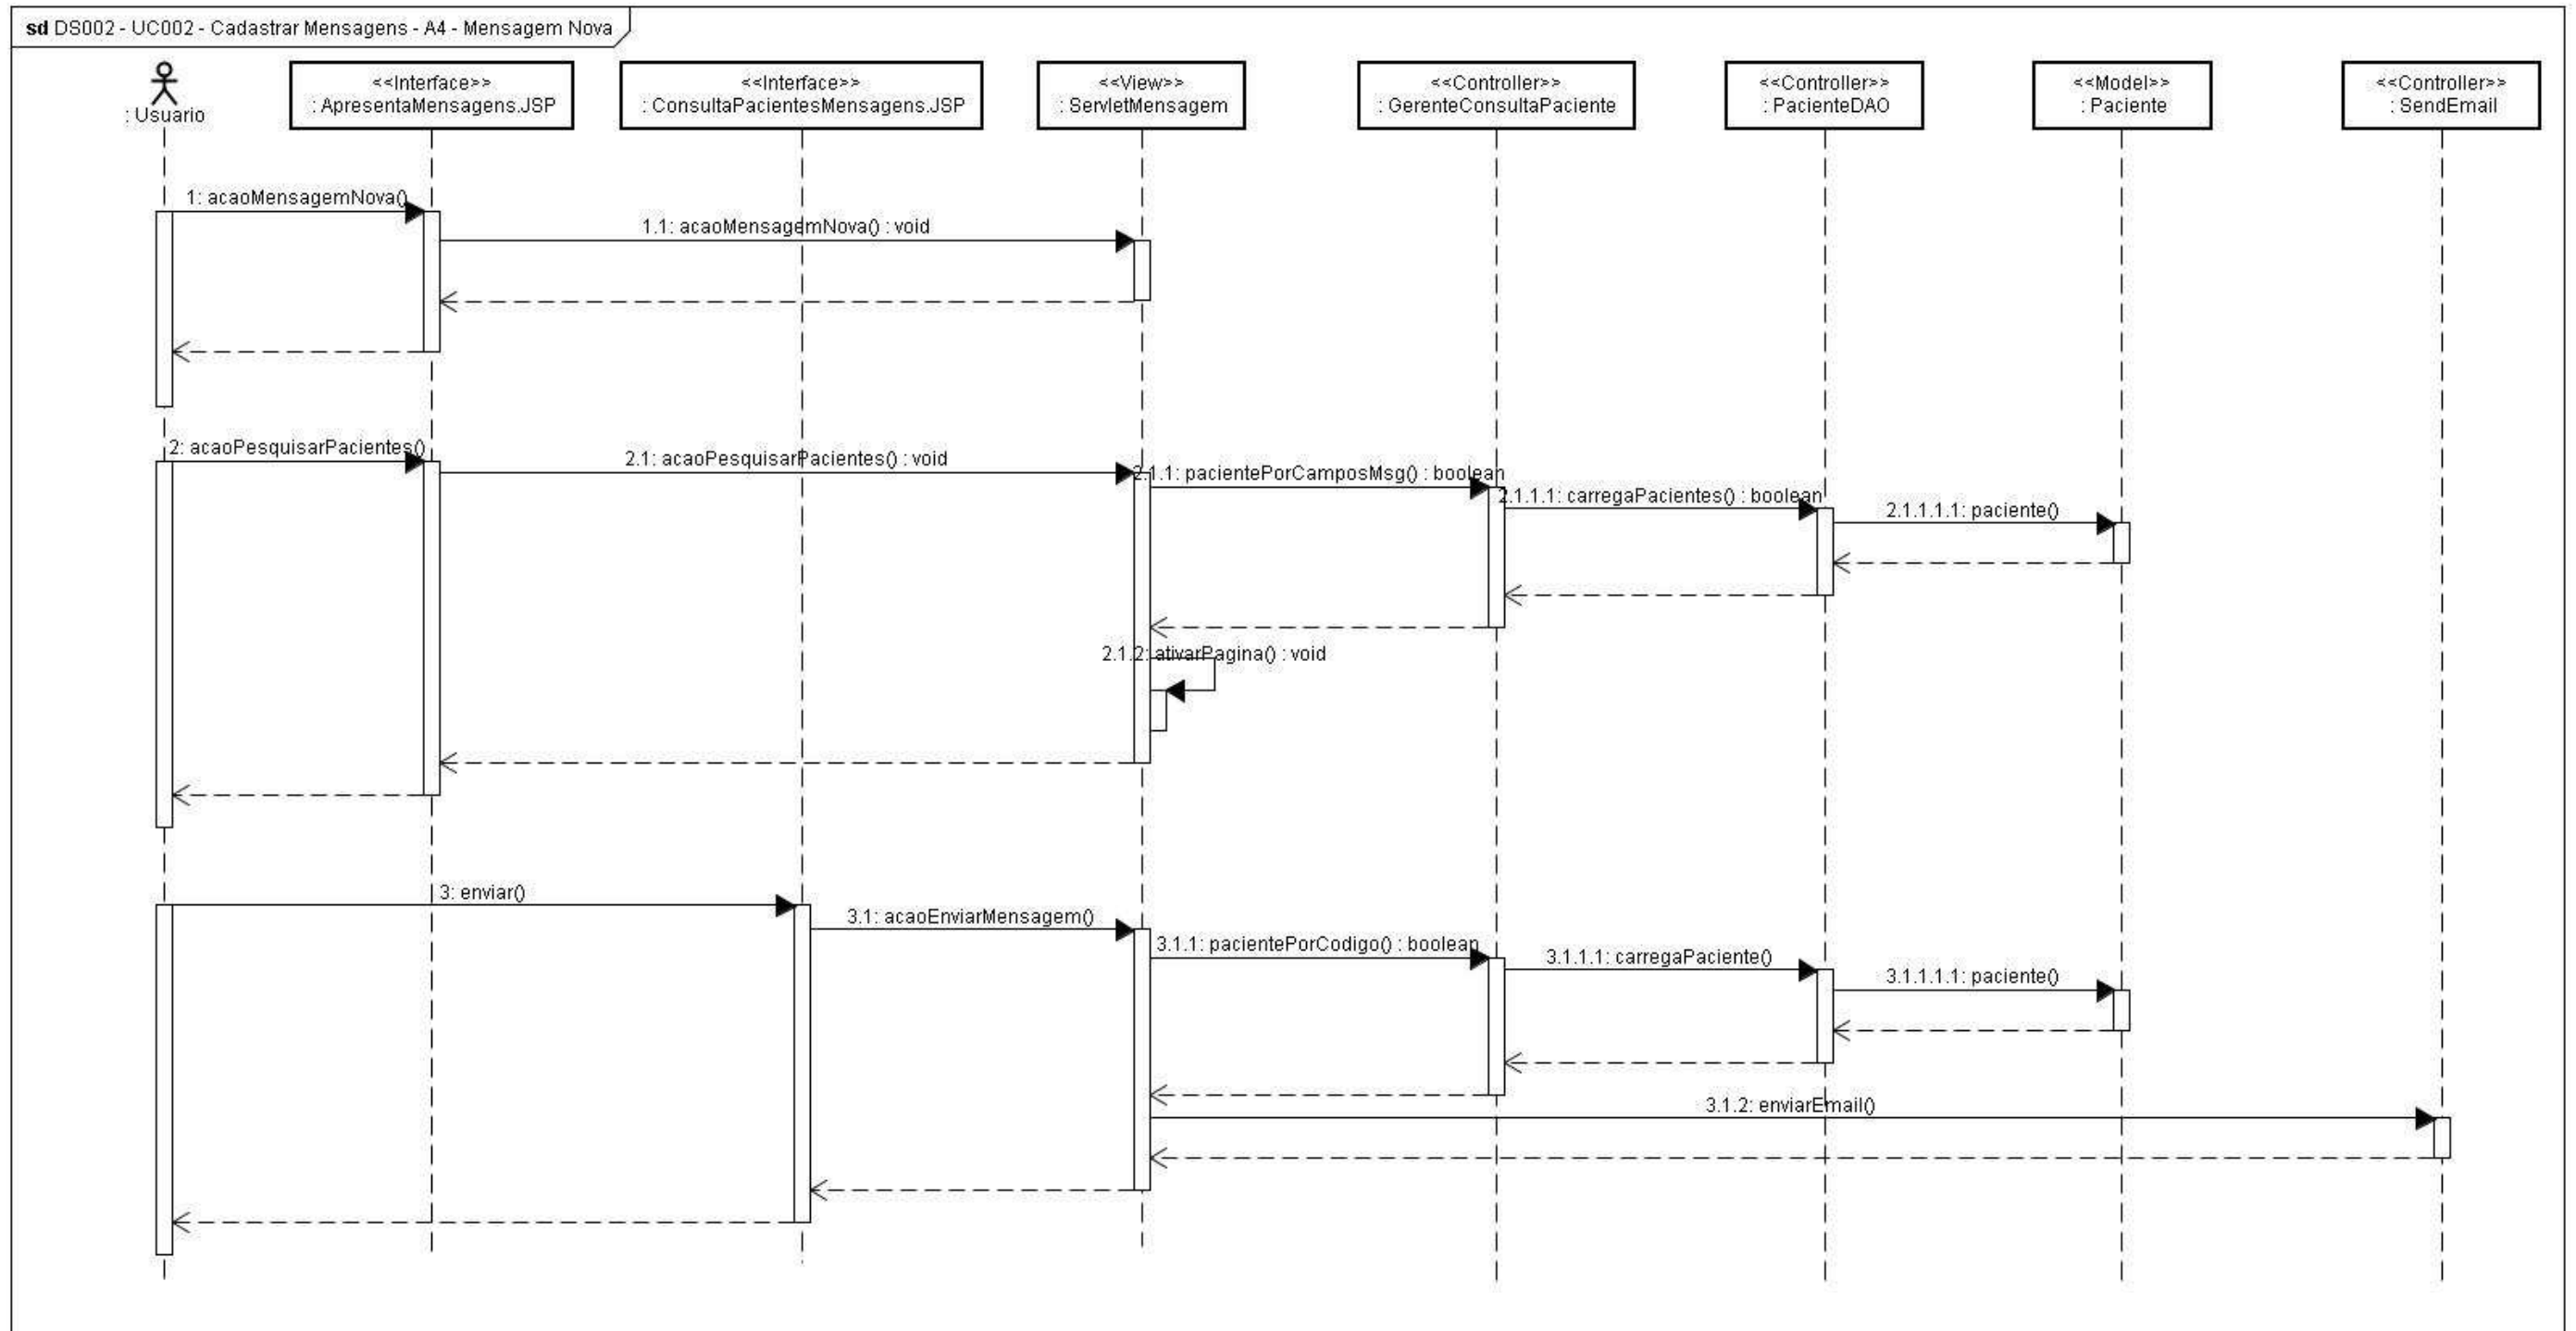 sd DS002 - UC002 - Cadastrar Mensagens - A4 - Mensagem Nova
: Usuario
<<Interface>>
: ApresentaMensagens.JSP
<<Interface>>
: ConsultaPacientesMensagens.JSP
<<View>>
: ServletMensagem
<<Controller>>
: GerenteConsultaPaciente
<<Controller>>
: PacienteDAO
<<Model>>
: Paciente
<<Controller>>
: SendEmail
1: acaoMensagemNova()
1.1: acaoMensagemNova() : void
2: acaoPesquisarPacientes()
2.1: acaoPesquisarPacientes() : void
2.1.1: pacientePorCamposMsg() : boolean
2.1.1.1: carregaPacientes() : boolean
2.1.1.1.1: paciente()
2.1.2: ativarPagina() : void
3: enviar()
3.1: acaoEnviarMensagem()
3.1.1: pacientePorCodigo() : boolean
3.1.1.1: carregaPaciente()
3.1.1.1.1: paciente()
3.1.2: enviarEmail()